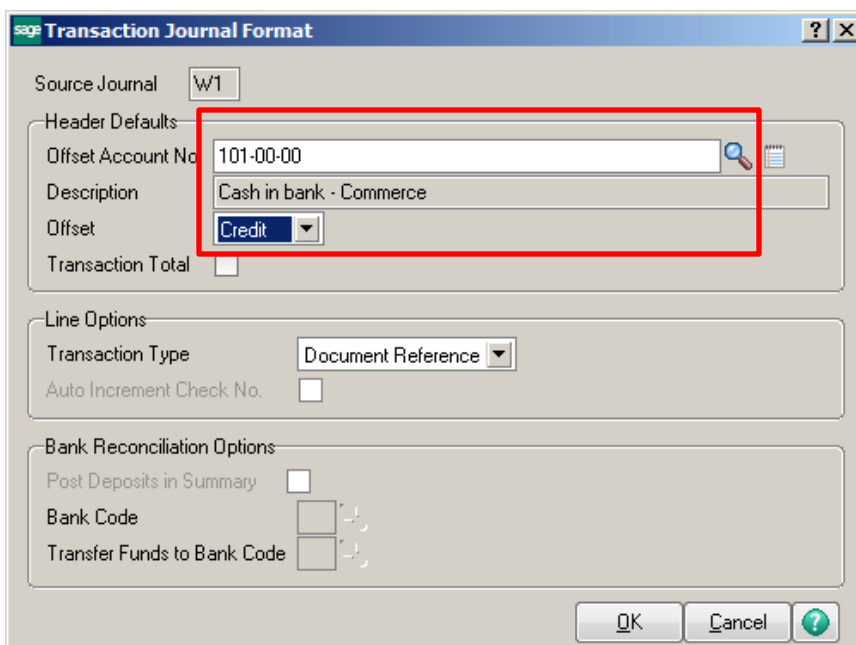 sage Transaction Journal Format ? X
Source Journal W1
Header Defaults
Offset Account No 101-00-00
Description Cash in bank - Commerce
Offset Credit
Transaction Total
Line Options
Transaction Type Document Reference
Auto Increment Check No.
Bank Reconciliation Options
Post Deposits in Summary
Bank Code
Transfer Funds to Bank Code
OK Cancel ?